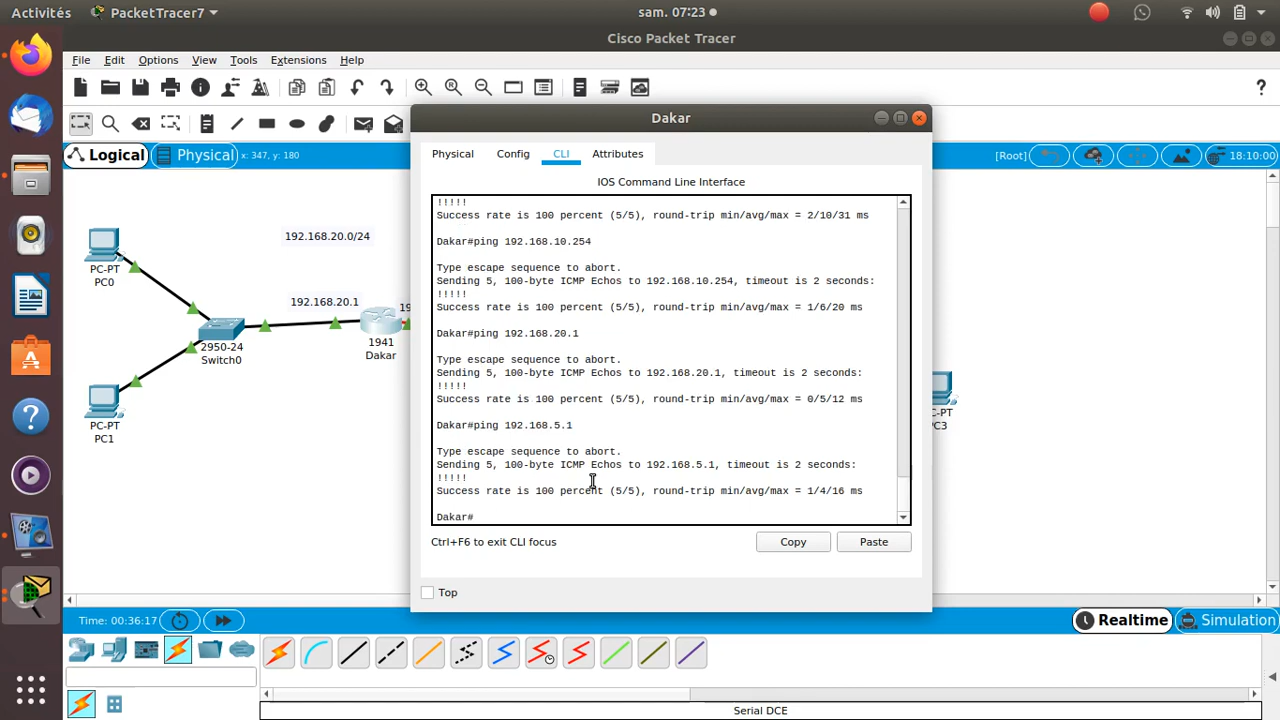 Activités
PacketTracer7
sam. 07:23
Cisco Packet Tracer
File Edit Options View Tools Extensions Help
Logical
Physical
x: 347, y: 180
[Root]
18:10:00
Dakar
Physical Config CLI Attributes
IOS Command Line Interface
!!!!!
Success rate is 100 percent (5/5), round-trip min/avg/max = 2/10/31 ms
Dakar#ping 192.168.10.254
Type escape sequence to abort.
Sending 5, 100-byte ICMP Echos to 192.168.10.254, timeout is 2 seconds:
!!!!!
Success rate is 100 percent (5/5), round-trip min/avg/max = 1/6/20 ms
Dakar#ping 192.168.20.1
Type escape sequence to abort.
Sending 5, 100-byte ICMP Echos to 192.168.20.1, timeout is 2 seconds:
!!!!!
Success rate is 100 percent (5/5), round-trip min/avg/max = 0/5/12 ms
Dakar#ping 192.168.5.1
Type escape sequence to abort.
Sending 5, 100-byte ICMP Echos to 192.168.5.1, timeout is 2 seconds:
!!!!!
Success rate is 100 percent (5/5), round-trip min/avg/max = 1/4/16 ms
Dakar#
Ctrl+F6 to exit CLI focus
Copy
Paste
Top
192.168.20.0/24
PC-PT
PC0
192.168.20.1
19
2950-24
Switch0
1941
Dakar
PC-PT
PC1
C-PT
PC3
Time: 00:36:17
Realtime
Simulation
Serial DCE